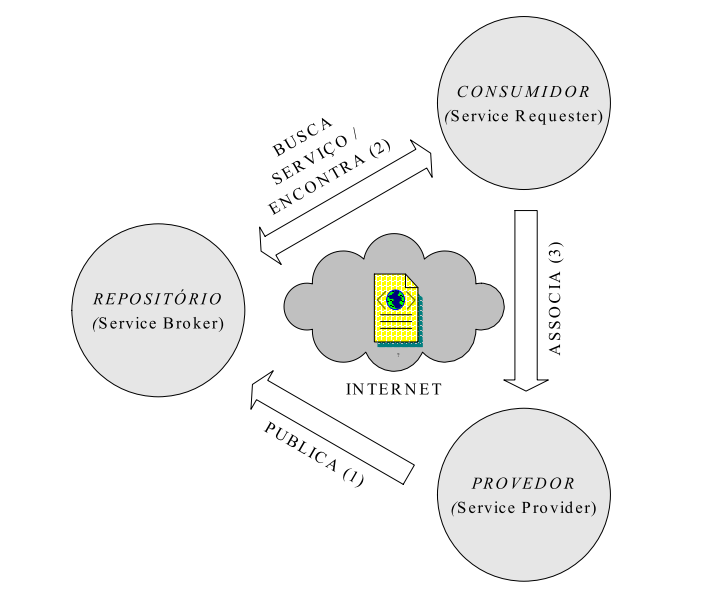 CONSUMIDOR
(Service Requester)
BUSCA
SERVIÇO /
ENCONTRA (2)
REPOSITÓRIO
(Service Broker)
ASSOCIA (3)
INTERNET
PUBLICA (1)
PROVEDOR
(Service Provider)